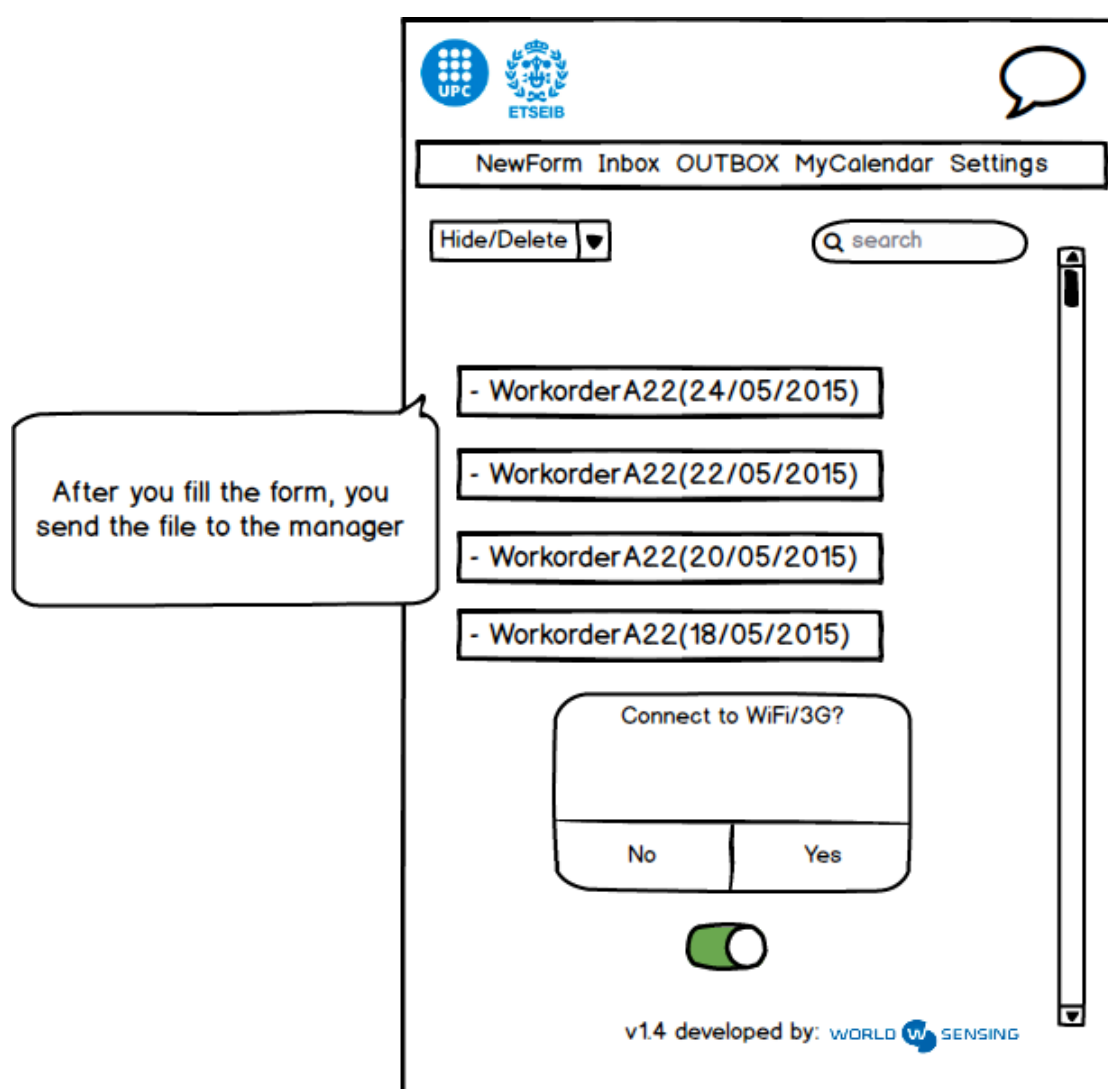 UPC
ETSEIB
NewForm Inbox OUTBOX MyCalendar Settings
Hide/Delete
search
- WorkorderA22(24/05/2015)
- WorkorderA22(22/05/2015)
- WorkorderA22(20/05/2015)
- WorkorderA22(18/05/2015)
After you fill the form, you
send the file to the manager
Connect to WiFi/3G?
No Yes
v1.4 developed by: WORLD W SENSING